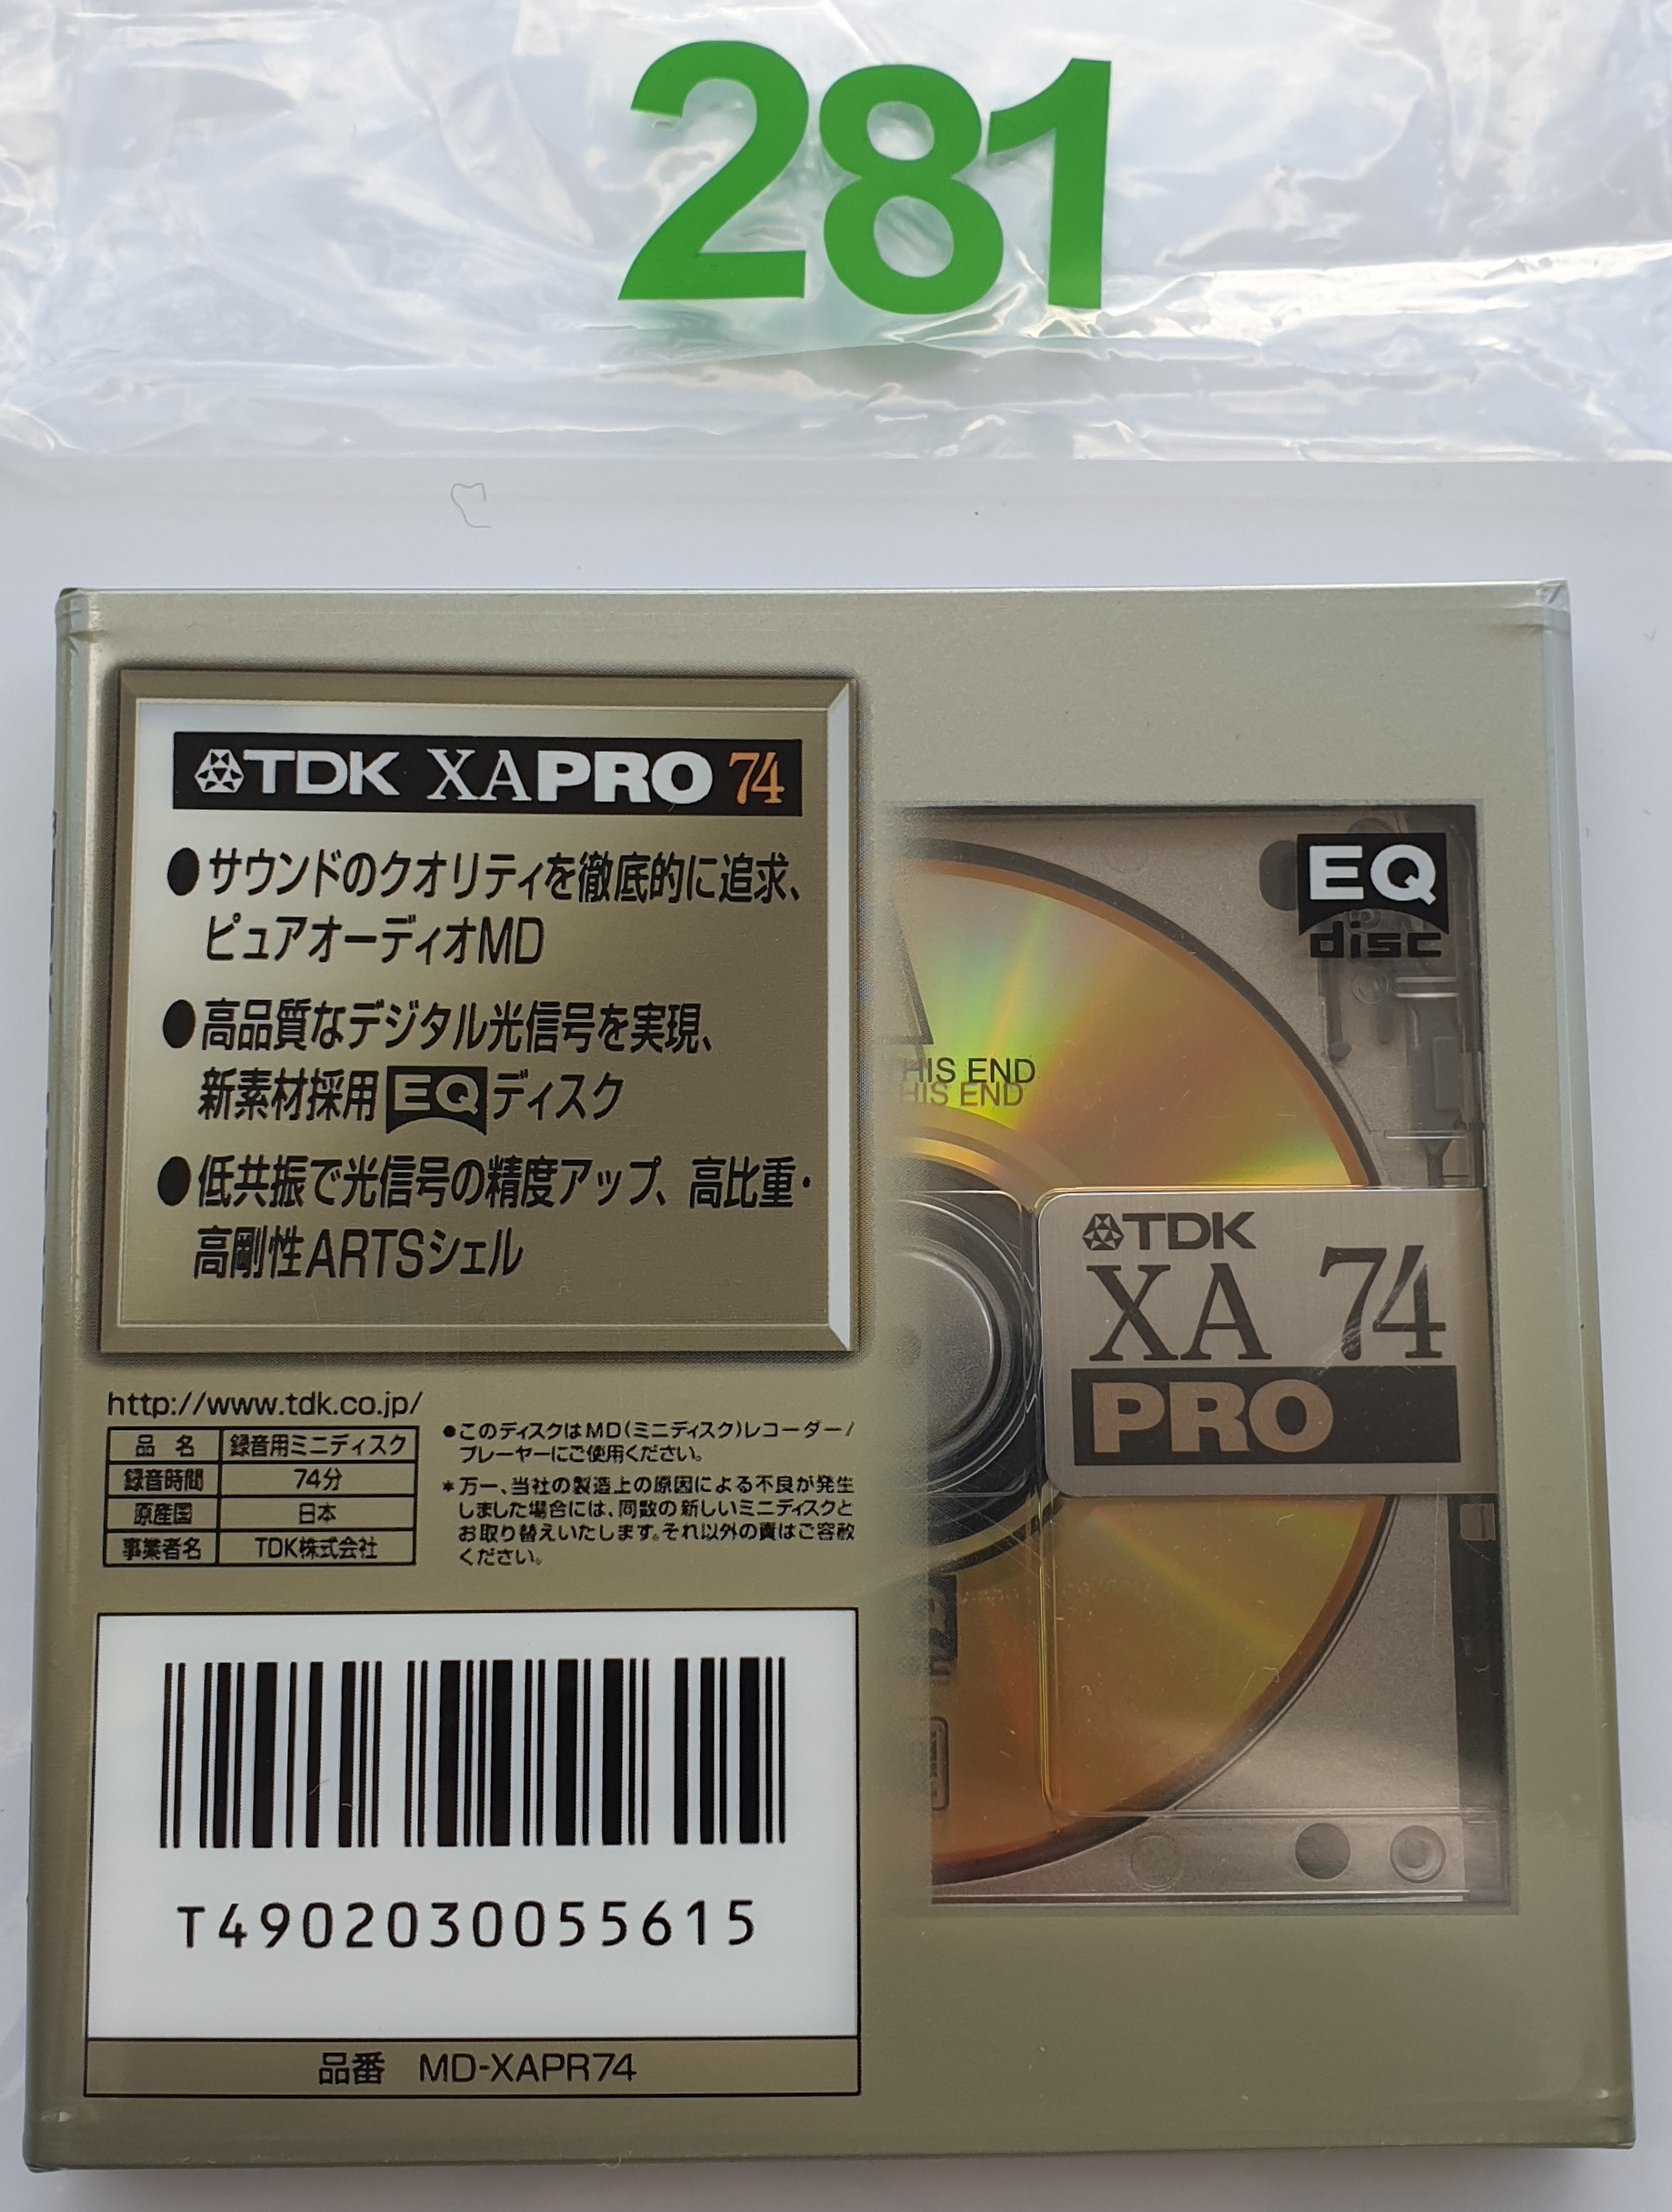 281
TDK XAPRO 74
●サウンドのクオリティを徹底的に追求、
ピュアオーディオMD
●高品質なデジタル光信号を実現、
新素材採用EQディスク
●低共振で光信号の精度アップ、高比重・
高剛性ARTSシェル
http://www.tdk.co.jp/
品名 録音用ミニディスク
録音時間 74分
原産国 日本
事業者名 TDK株式会社
●このディスクはMD(ミニディスク)レコーダー/
プレーヤーにご使用ください。
*万一、当社の製造上の原因による不良が発生
しました場合には、同数の新しいミニディスクと
お取り替えいたします。それ以外の責はご容赦
ください。
T4902030055615
品番 MD-XAPR74
EQ
disc
THIS END
TDK
XA 74
PRO